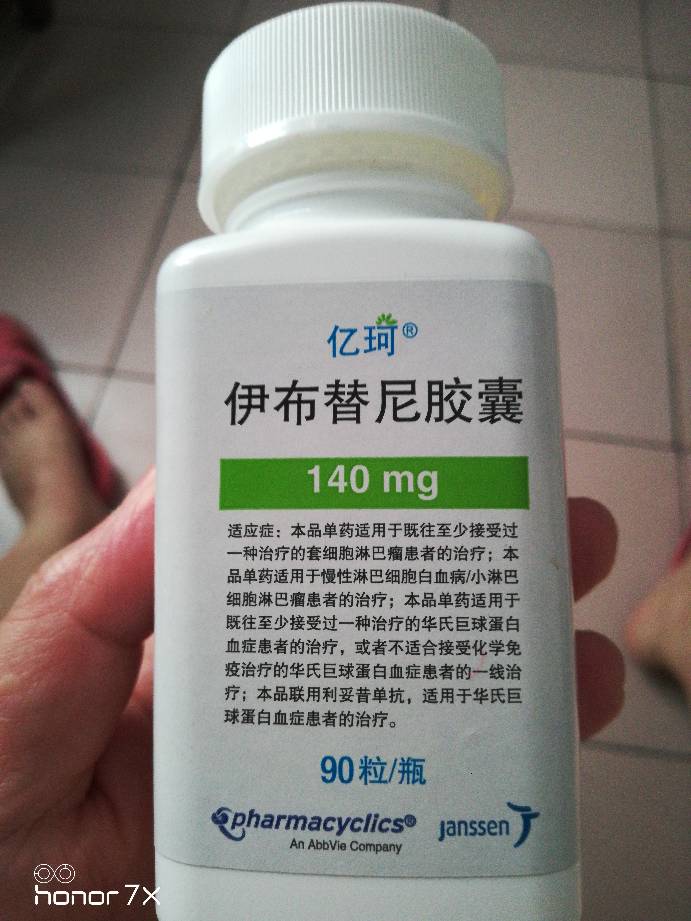 亿珂®
伊布替尼胶囊
140 mg
适应症：本品单药适用于既往至少接受过
一种治疗的套细胞淋巴瘤患者的治疗；本
品单药适用于慢性淋巴细胞白血病/小淋巴
细胞淋巴瘤患者的治疗；本品单药适用于
既往至少接受过一种治疗的华氏巨球蛋白
血症患者的治疗，或者不适合接受化学免
疫治疗的华氏巨球蛋白血症患者的一线治
疗；本品联用利妥昔单抗，适用于华氏巨
球蛋白血症患者的治疗。
90粒/瓶
pharmacyclics®
An AbbVie Company
janssen
honor 7X